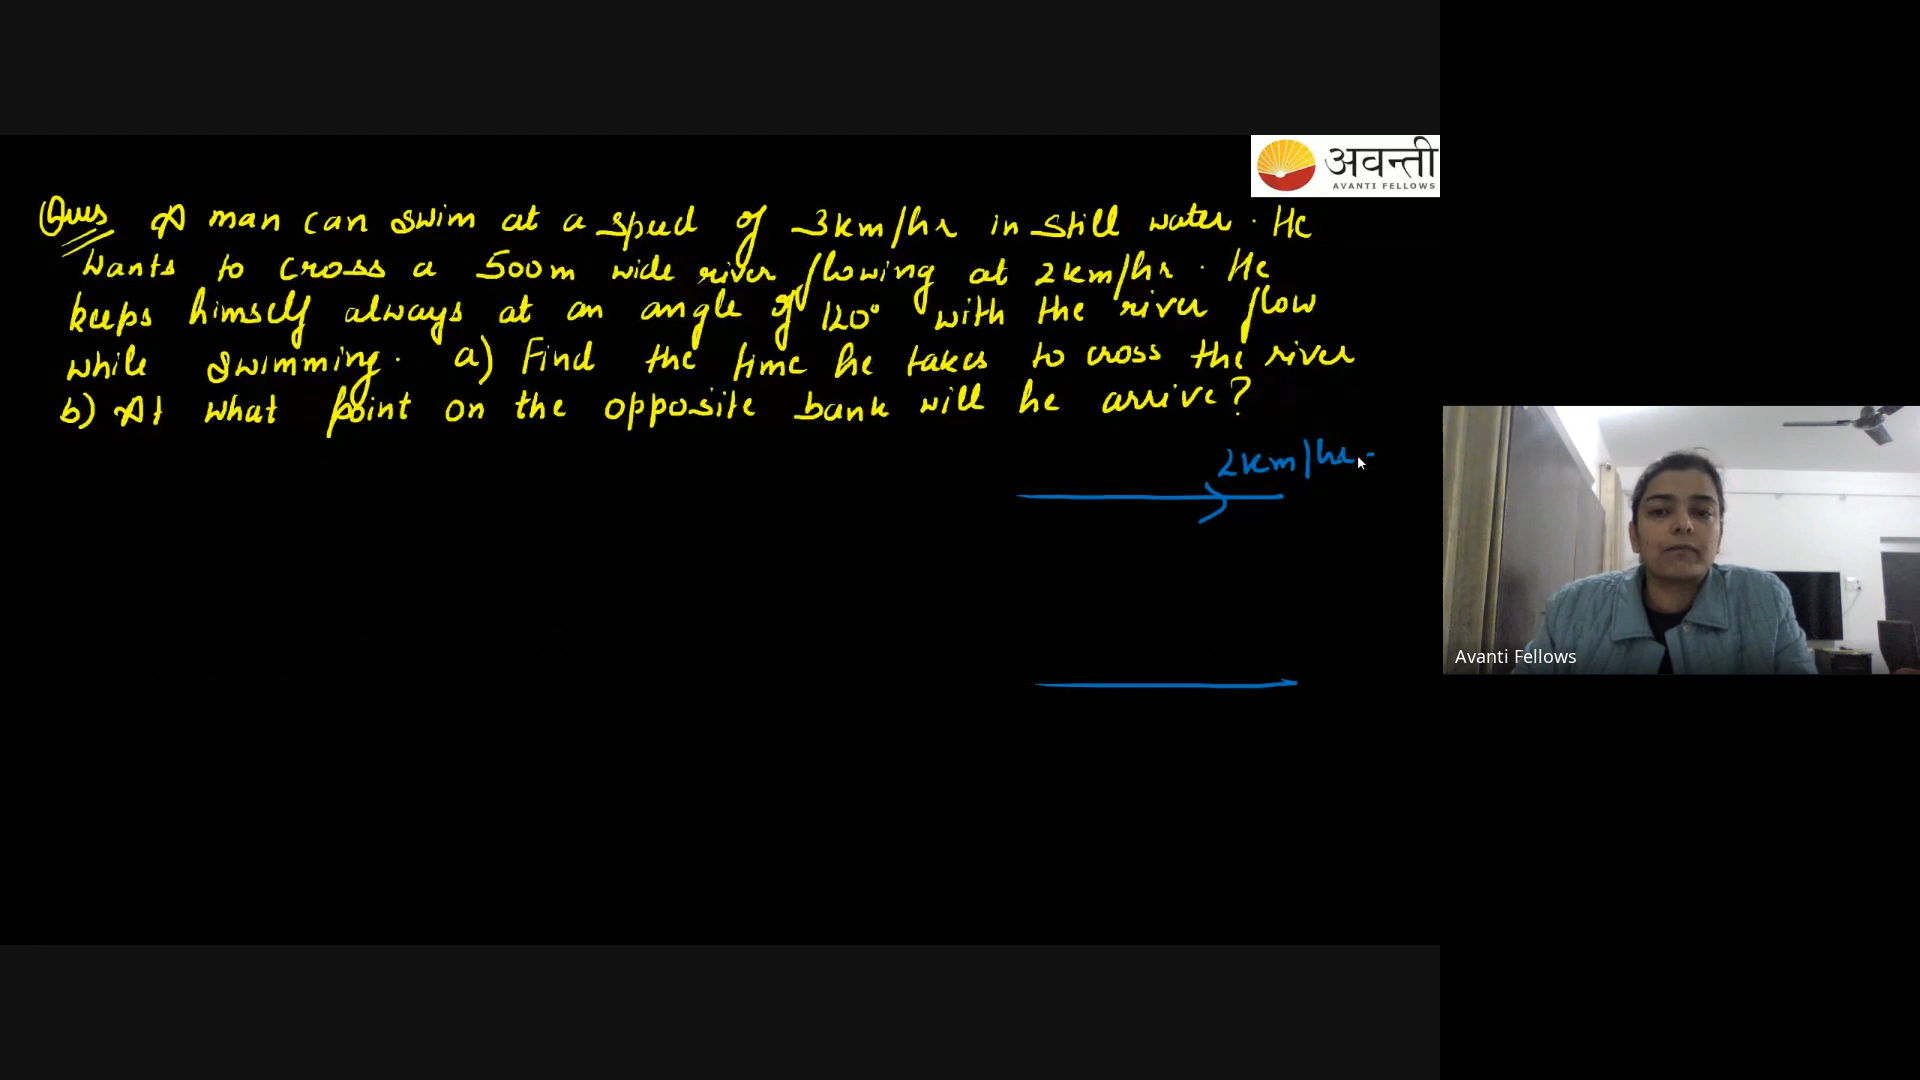 अवन्ती
AVANTI FELLOWS
Ques A man can swim at a speed of 3km/hr in still water. He
wants to cross a 500m wide river flowing at 2km/hr. He
keeps himself always at an angle of 120° with the river flow
while swimming. a) Find the time he takes to cross the river
b) At what point on the opposite bank will he arrive?
2km/hr.
Avanti Fellows